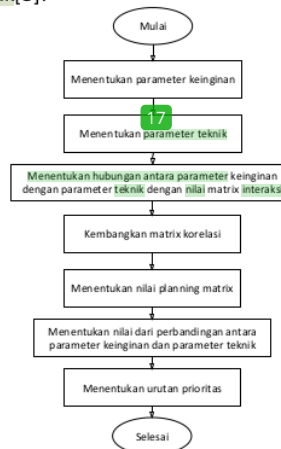 Mulai
Menentukan parameter keinginan
17
Menentukan parameter teknik
Menentukan hubungan antara parameter keinginan
dengan parameter teknik dengan nilai matrix interaksi
Kembangkan matrix korelasi
Menentukan nilai planning matrix
Menentukan nilai dari perbandingan antara
parameter keinginan dan parameter teknik
Menentukan urutan prioritas
Selesai